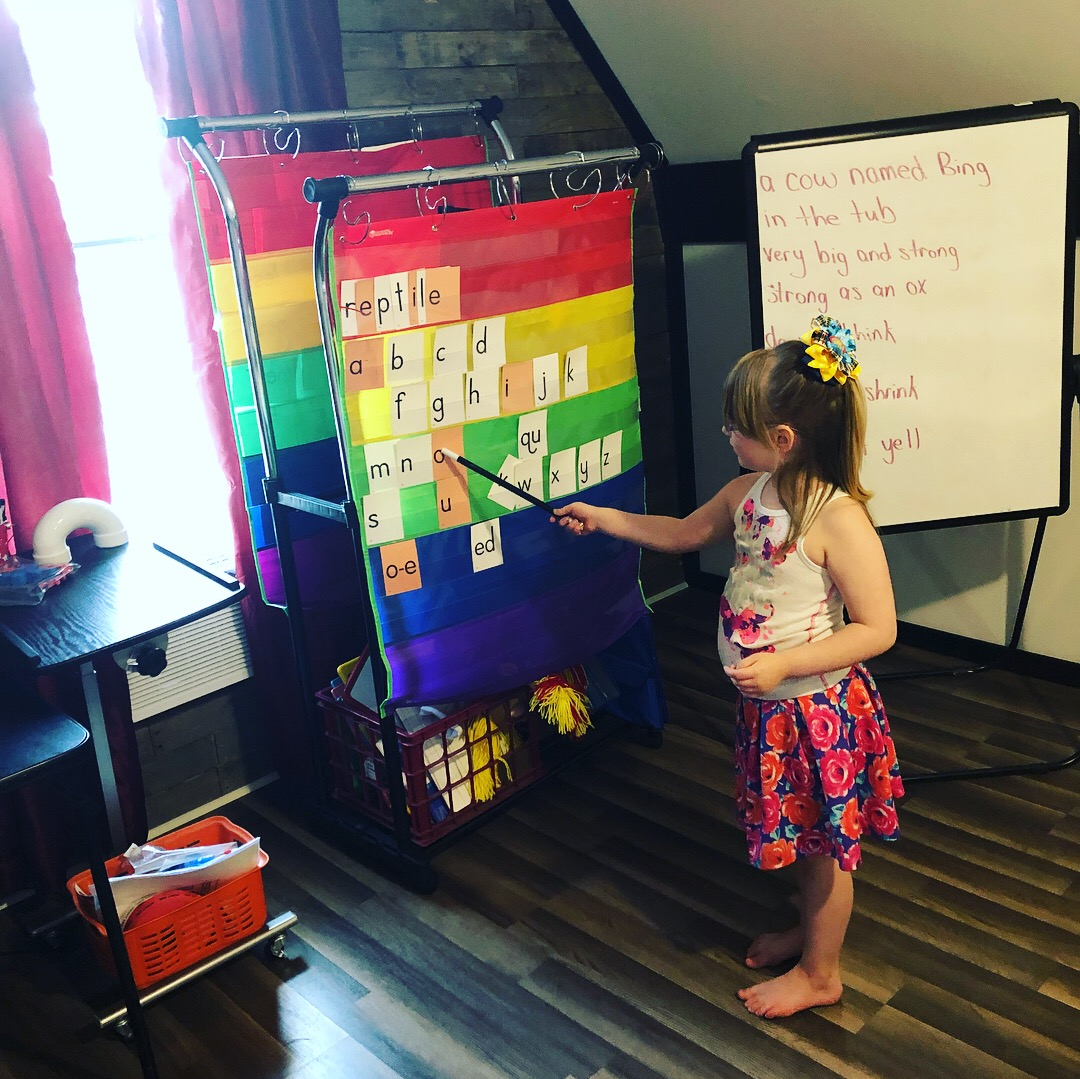 reptile
a b c d
f g h i j k
qu
m n o w x y z
s u
o-e ed
a cow named Bing
in the tub
very big and strong
strong as an ox
think
shrink
yell